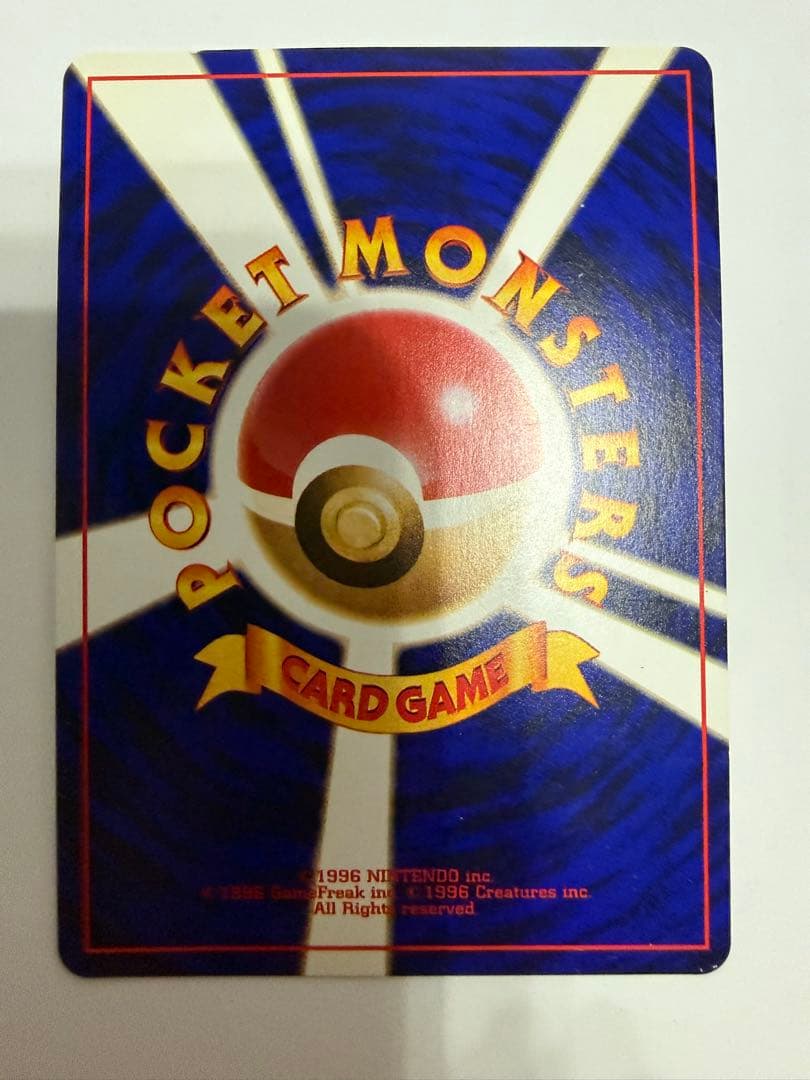 POCKET MONSTERS
CARD GAME
©1996 NINTENDO inc.
©1996 GameFreak inc. ©1996 Creatures inc.
All Rights reserved